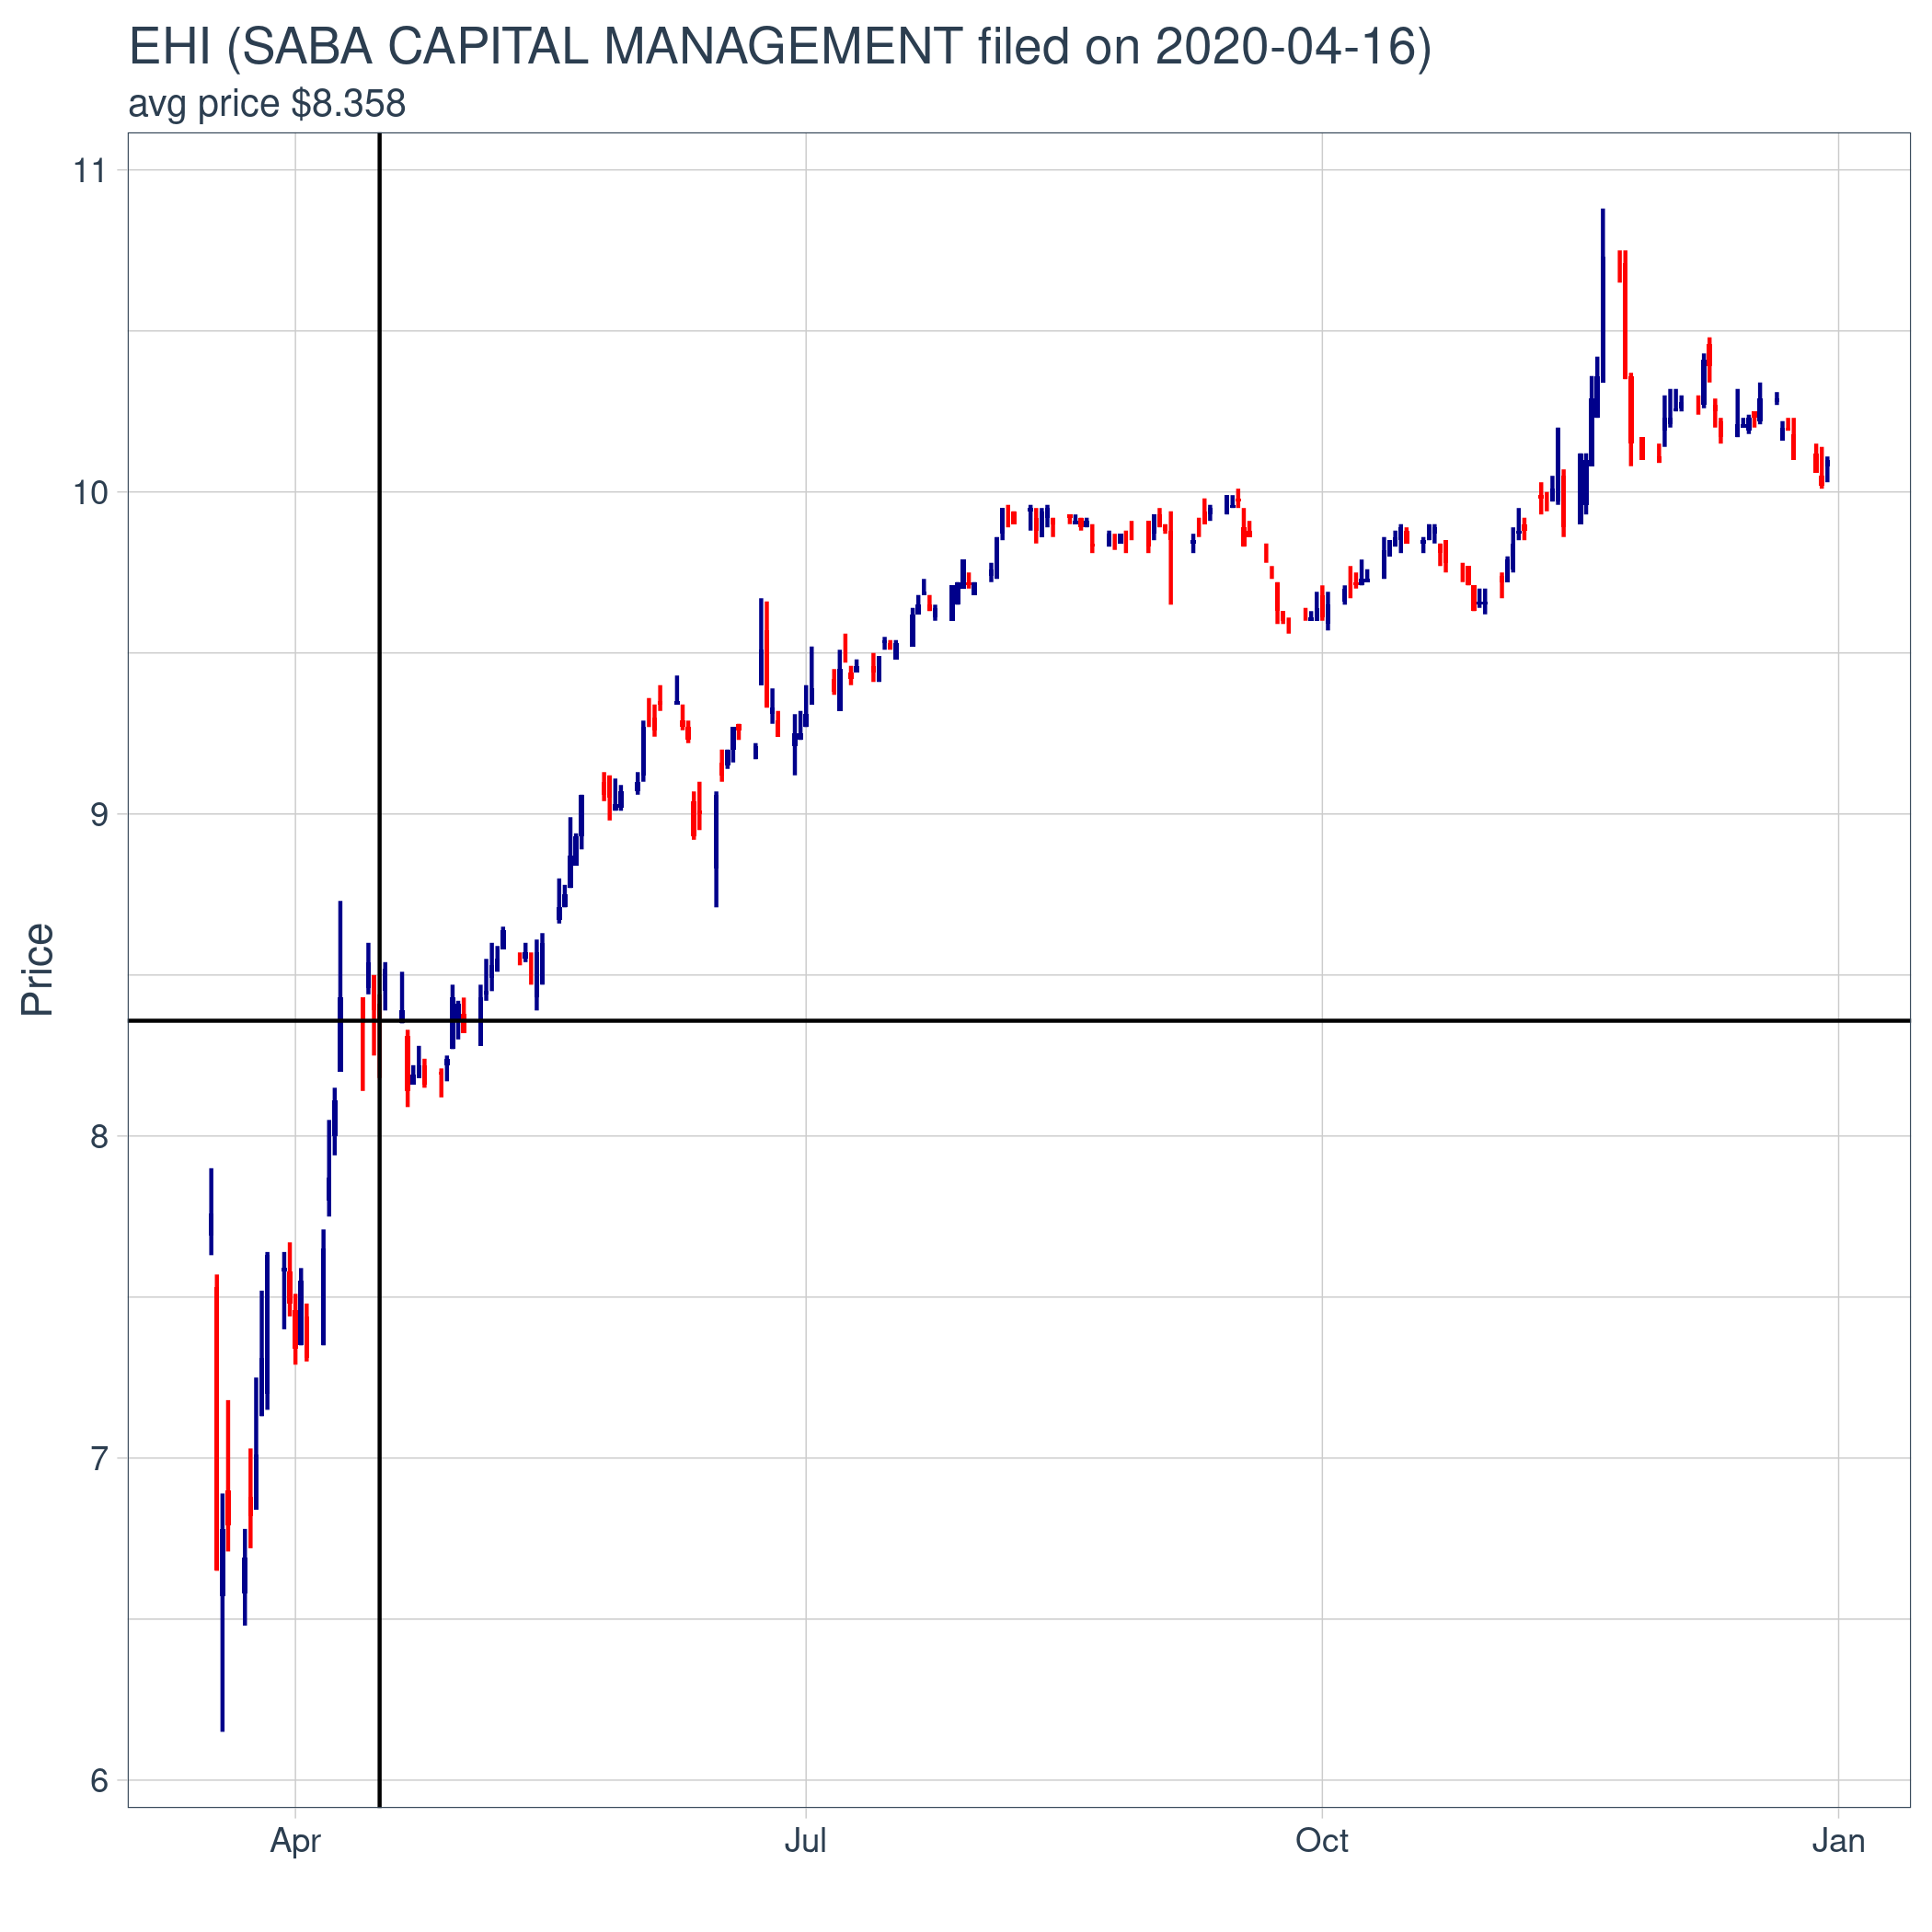 EHI (SABA CAPITAL MANAGEMENT filed on 2020-04-16)
avg price $8.358
11
10
9
8
7
6
Price
Apr Jul Oct Jan